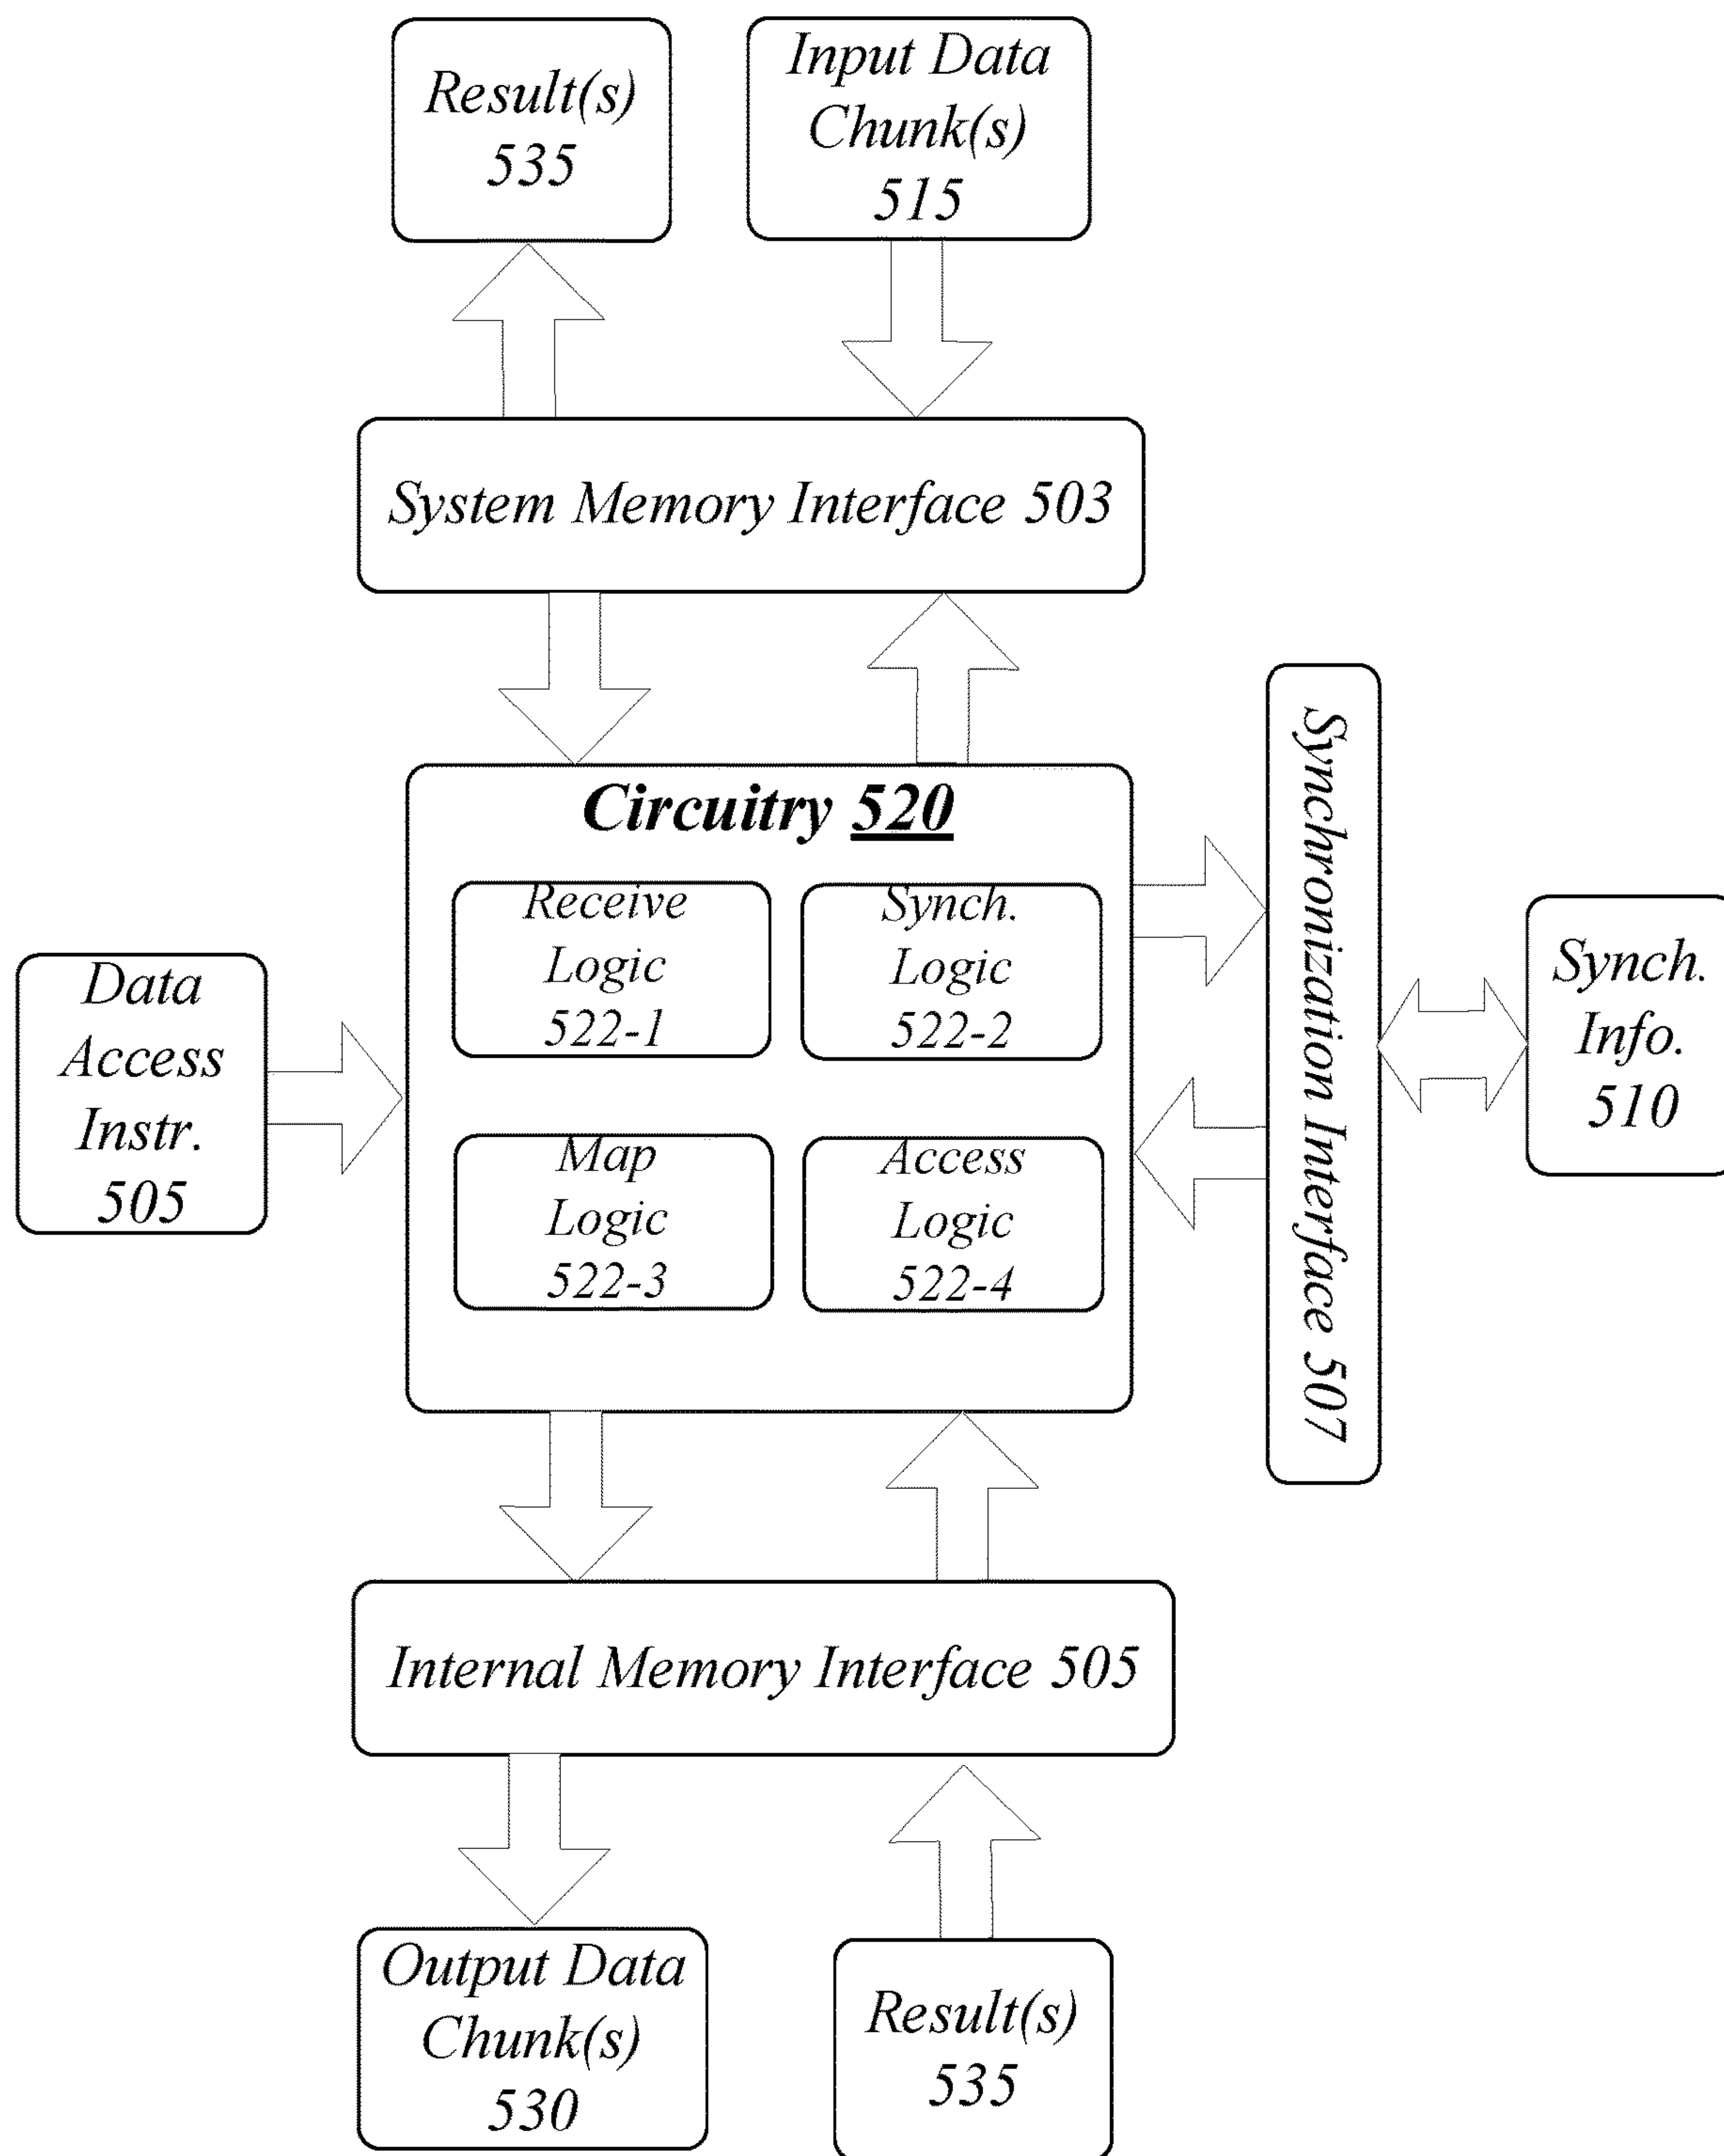 Result(s)
535
Input Data
Chunk(s)
515
System Memory Interface 503
Circuitry 520
Receive
Logic
522-1
Synch.
Logic
522-2
Map
Logic
522-3
Access
Logic
522-4
Data
Access
Instr.
505
Synchronization Interface 507
Synch.
Info.
510
Internal Memory Interface 505
Output Data
Chunk(s)
530
Result(s)
535